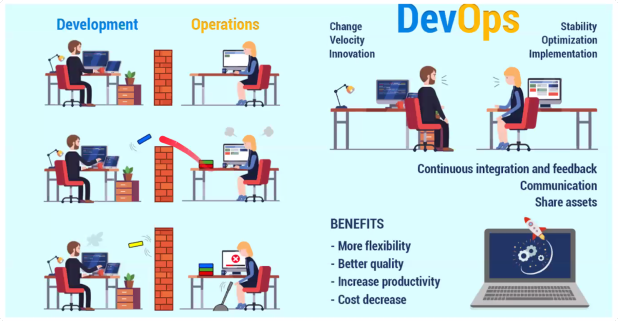 Development
Operations
DevOps
Change
Velocity
Innovation
Stability
Optimization
Implementation
Continuous integration and feedback
Communication
Share assets
BENEFITS
- More flexibility
- Better quality
- Increase productivity
- Cost decrease